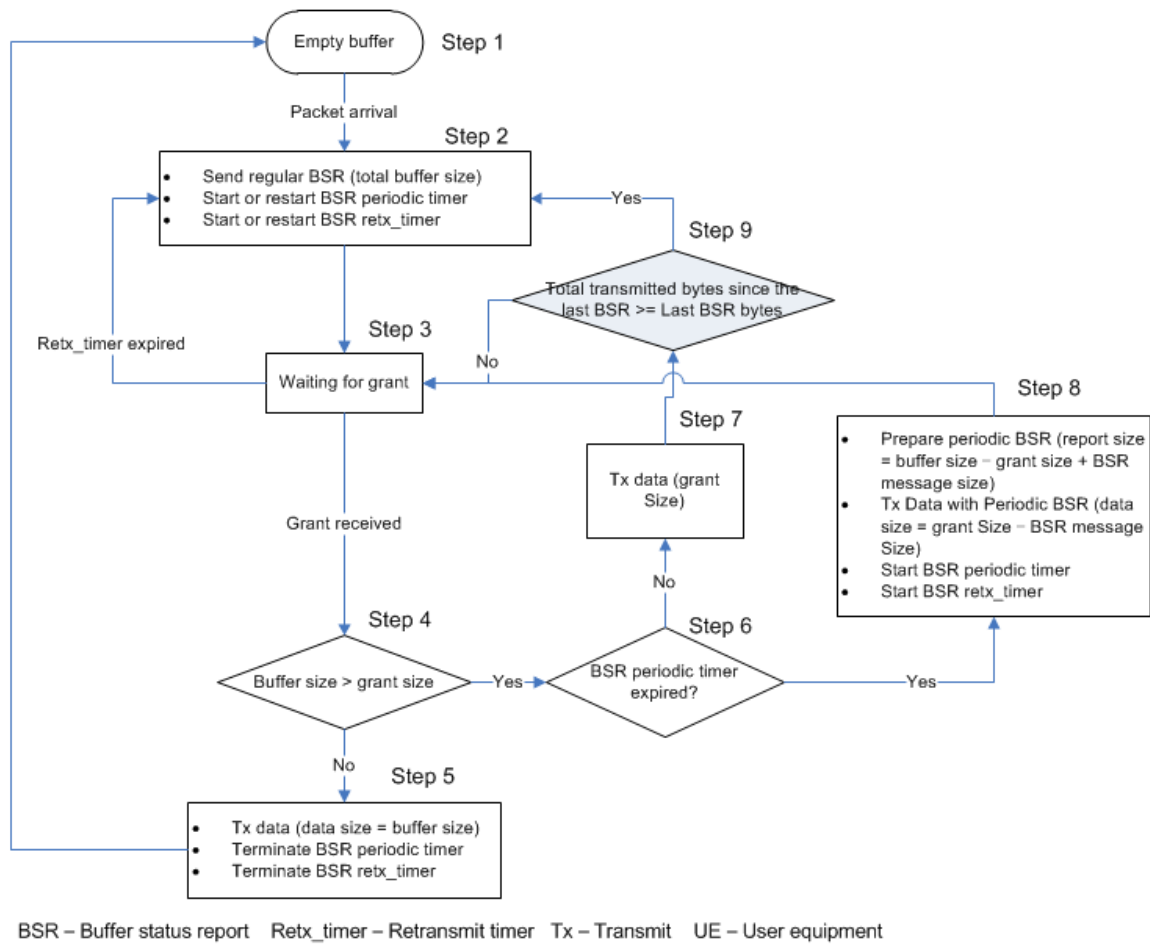 Empty buffer
Step 1
Packet arrival
Step 2
• Send regular BSR (total buffer size)
• Start or restart BSR periodic timer
• Start or restart BSR retx_timer
Yes
Step 9
Total transmitted bytes since the
last BSR >= Last BSR bytes
Step 3
Retx_timer expired
No
Waiting for grant
Step 8
Step 7
• Prepare periodic BSR (report size
= buffer size − grant size + BSR
message size)
• Tx Data with Periodic BSR (data
size = grant Size − BSR message
Size)
• Start BSR periodic timer
• Start BSR retx_timer
Tx data (grant
Size)
Grant received
No
Step 4
Step 6
Buffer size > grant size
Yes
BSR periodic timer
expired?
Yes
No
Step 5
• Tx data (data size = buffer size)
• Terminate BSR periodic timer
• Terminate BSR retx_timer
BSR – Buffer status report Retx_timer – Retransmit timer Tx – Transmit UE – User equipment